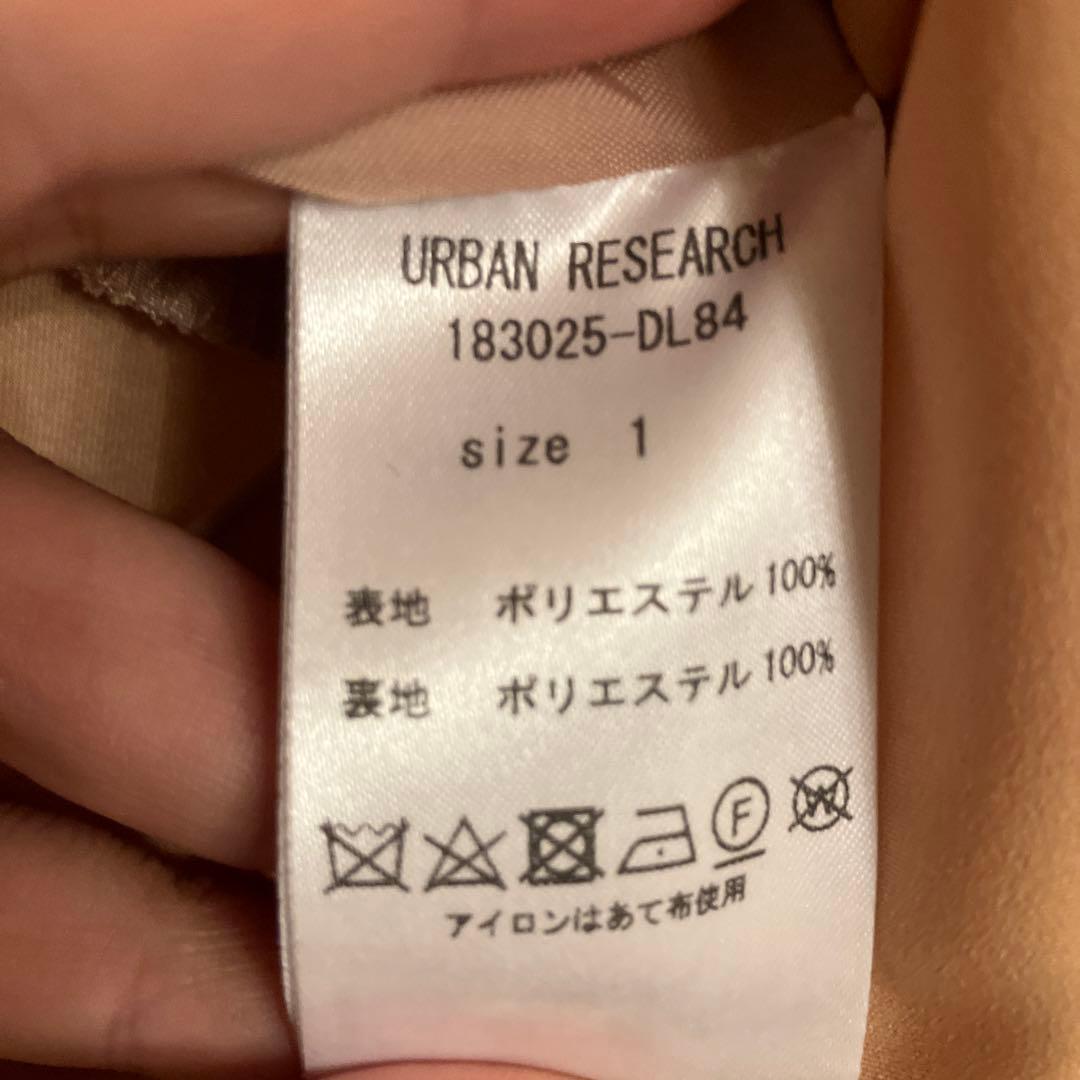 URBAN RESEARCH
183025-DL84
size 1
表地 ポリエステル 100%
裏地 ポリエステル 100%
F W
アイロンはあて布使用